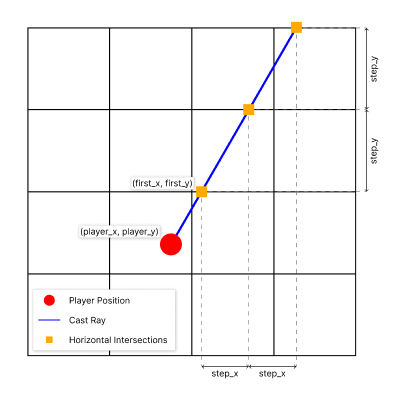 step_y
step_y
(first_x, first_y)
(player_x, player_y)
Player Position
Cast Ray
Horizontal Intersections
step_x
step_x